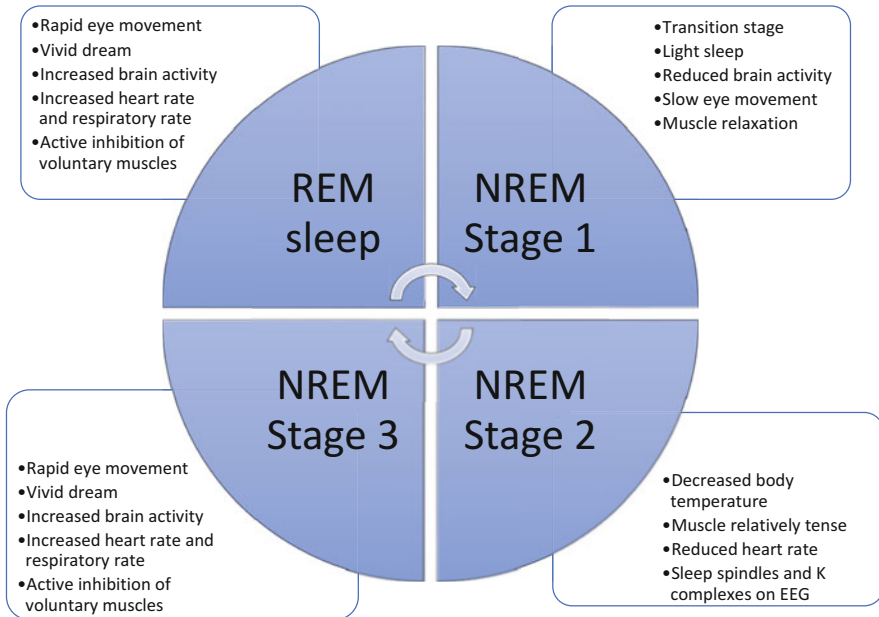 •Rapid eye movement
•Vivid dream
•Increased brain activity
•Increased heart rate
and respiratory rate
•Active inhibition of
voluntary muscles
•Transition stage
•Light sleep
•Reduced brain activity
•Slow eye movement
•Muscle relaxation
REM
sleep
NREM
Stage 1
NREM
Stage 3
NREM
Stage 2
•Rapid eye movement
•Vivid dream
•Increased brain activity
•Increased heart rate and
respiratory rate
•Active inhibition of
voluntary muscles
•Decreased body
temperature
•Muscle relatively tense
•Reduced heart rate
•Sleep spindles and K
complexes on EEG